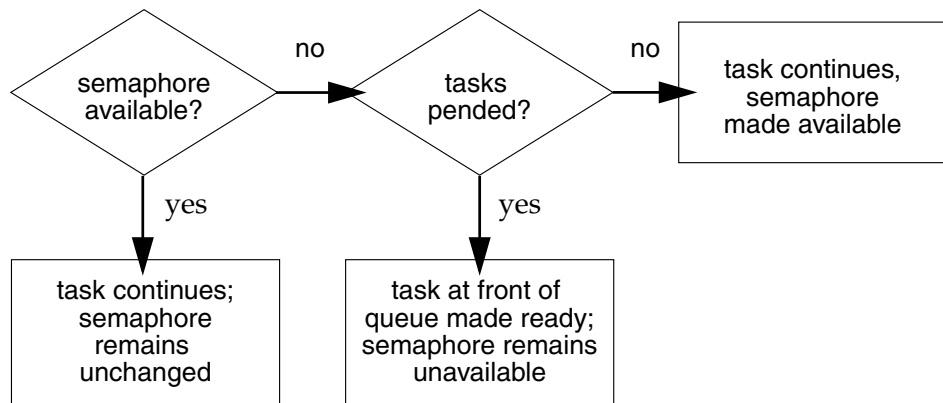 no
no
semaphore
available?
tasks
pended?
task continues,
semaphore
made available
yes
yes
task continues;
semaphore
remains
unchanged
task at front of
queue made ready;
semaphore remains
unavailable